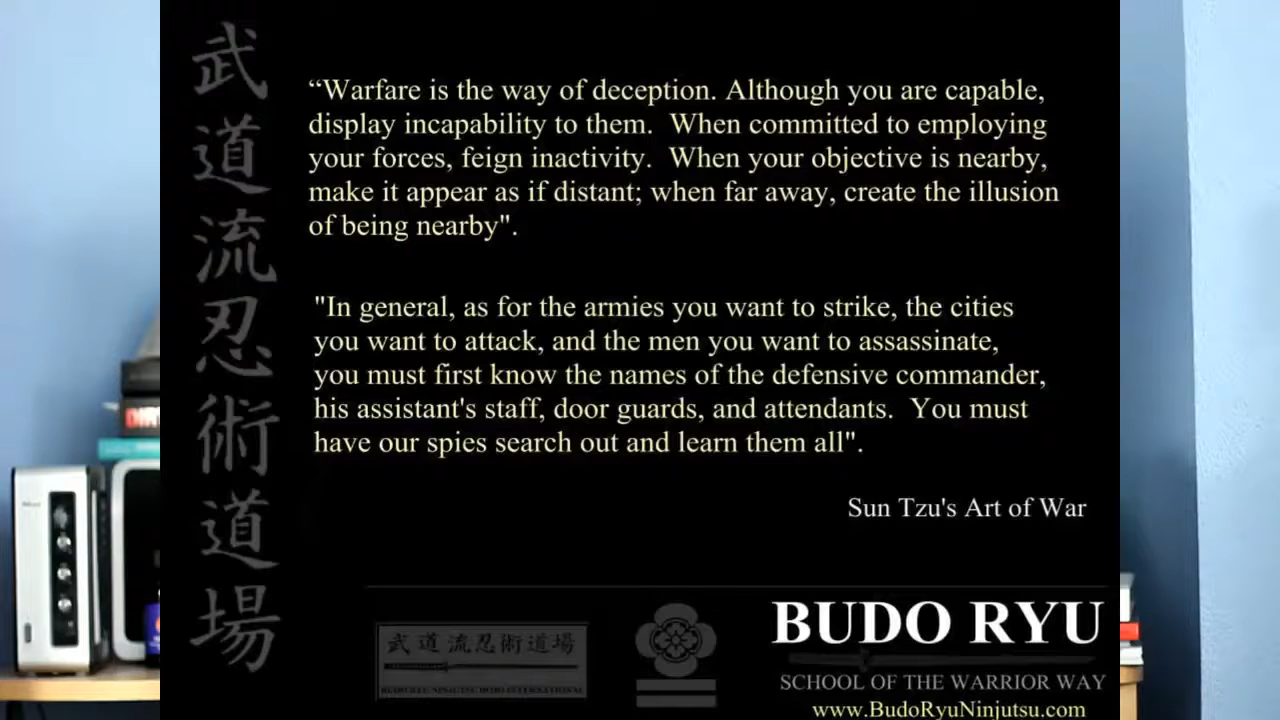 武道流忍術道場
“Warfare is the way of deception. Although you are capable,
display incapability to them. When committed to employing
your forces, feign inactivity. When your objective is nearby,
make it appear as if distant; when far away, create the illusion
of being nearby".
"In general, as for the armies you want to strike, the cities
you want to attack, and the men you want to assassinate,
you must first know the names of the defensive commander,
his assistant's staff, door guards, and attendants. You must
have our spies search out and learn them all".
Sun Tzu's Art of War
武道流忍術道場
BUDO RYU NINJUTSU DOJO INTERNATIONAL
BUDO RYU
SCHOOL OF THE WARRIOR WAY
www.BudoRyuNinjutsu.com